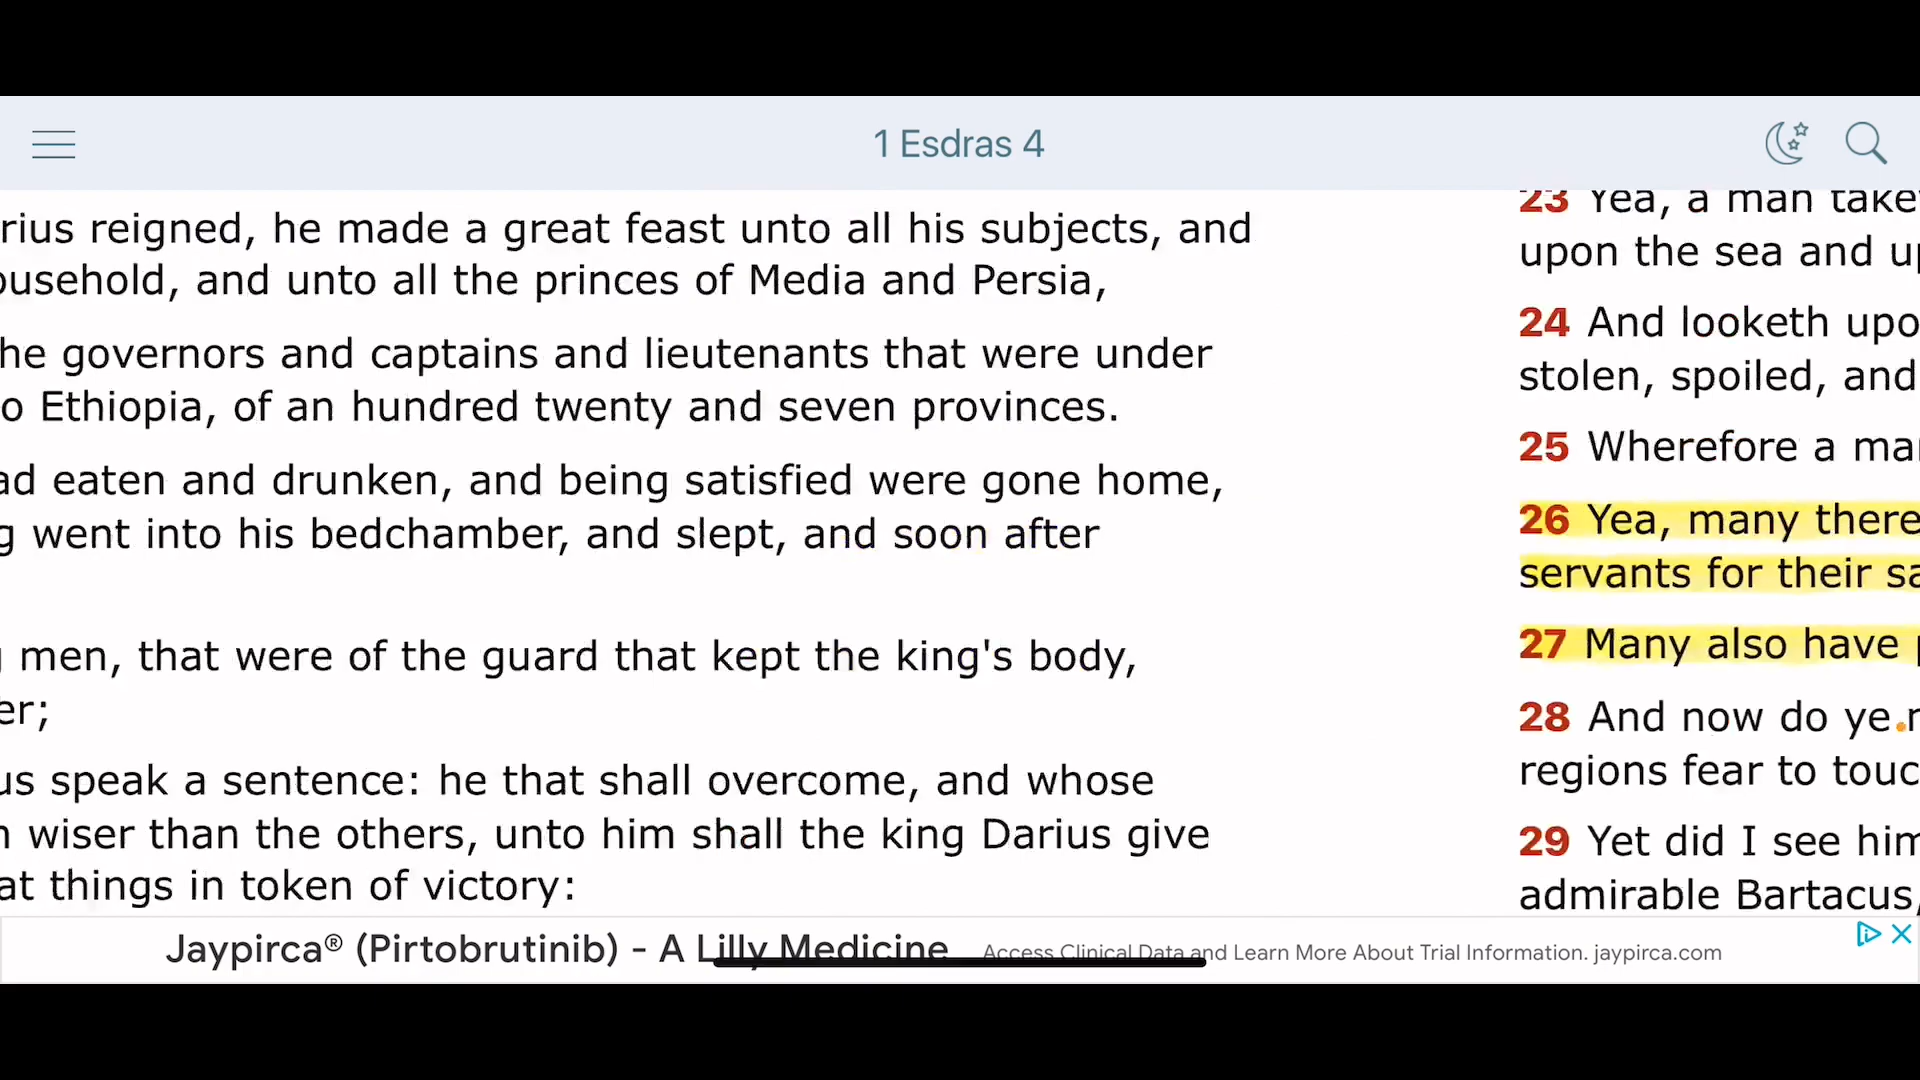 1 Esdras 4
rius reigned, he made a great feast unto all his subjects, and
ousehold, and unto all the princes of Media and Persia,
he governors and captains and lieutenants that were under
o Ethiopia, of an hundred twenty and seven provinces.
ad eaten and drunken, and being satisfied were gone home,
g went into his bedchamber, and slept, and soon after
men, that were of the guard that kept the king's body,
er;
us speak a sentence: he that shall overcome, and whose
wiser than the others, unto him shall the king Darius give
at things in token of victory:
23 Yea, a man take
upon the sea and up
24 And looketh upo
stolen, spoiled, and
25 Wherefore a ma
26 Yea, many there
servants for their sa
27 Many also have
28 And now do ye
regions fear to touc
29 Yet did I see him
admirable Bartacus,
Jaypirca® (Pirtobrutinib) - A Lilly Medicine
Access Clinical Data and Learn More About Trial Information. jaypirca.com